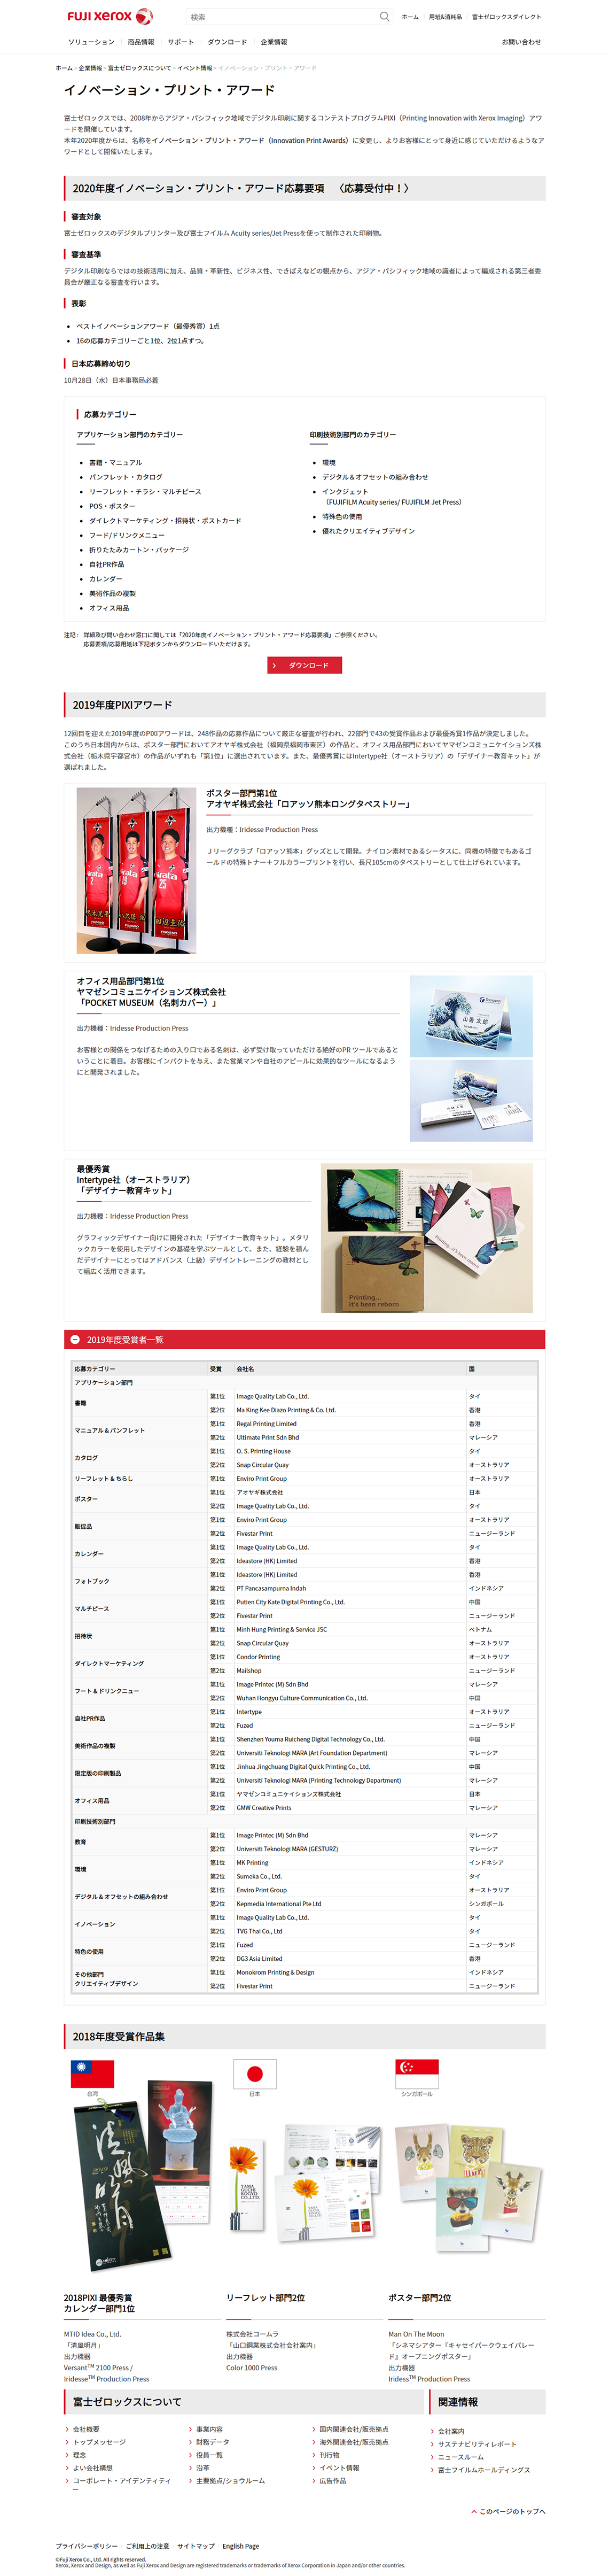 FUJI XEROX
検索
ホーム
用紙&消耗品
富士ゼロックスダイレクト
ソリューション
商品情報
サポート
ダウンロード
企業情報
お問い合わせ
ホーム > 企業情報 > 富士ゼロックスについて > イベント情報 > イノベーション・プリント・アワード
イノベーション・プリント・アワード
富士ゼロックスでは、2008年からアジア・パシフィック地域でデジタル印刷に関するコンテストプログラムPIXI（Printing Innovation with Xerox Imaging）アワ
ードを開催しています。
本年2020年度からは、名称をイノベーション・プリント・アワード（Innovation Print Awards）に変更し、よりお客様にとって身近に感じていただけるようなア
ワードとして開催いたします。
2020年度イノベーション・プリント・アワード応募要項　〈応募受付中！〉
審査対象
富士ゼロックスのデジタルプリンター及び富士フイルム Acuity series/Jet Pressを使って制作された印刷物。
審査基準
デジタル印刷ならではの技術活用に加え、品質・革新性、ビジネス性、できばえなどの観点から、アジア・パシフィック地域の識者によって編成される第三者委
員会が厳正なる審査を行います。
表彰
ベストイノベーションアワード（最優秀賞）1点
16の応募カテゴリーごと1位、2位1点ずつ。
日本応募締め切り
10月28日（水）日本事務局必着
応募カテゴリー
アプリケーション部門のカテゴリー
書籍・マニュアル
パンフレット・カタログ
リーフレット・チラシ・マルチピース
POS・ポスター
ダイレクトマーケティング・招待状・ポストカード
フード/ドリンクメニュー
折りたたみカートン・パッケージ
自社PR作品
カレンダー
美術作品の複製
オフィス用品
印刷技術別部門のカテゴリー
環境
デジタル＆オフセットの組み合わせ
インクジェット
（FUJIFILM Acuity series/ FUJIFILM Jet Press）
特殊色の使用
優れたクリエイティブデザイン
注記： 詳細及び問い合わせ窓口に関しては「2020年度イノベーション・プリント・アワード応募要項」ご参照ください。
応募要項/応募用紙は下記ボタンからダウンロードいただけます。
ダウンロード
2019年度PIXIアワード
12回目を迎えた2019年度のPIXIアワードは、248作品の応募作品について厳正な審査が行われ、22部門で43の受賞作品および最優秀賞1作品が決定しました。
このうち日本国内からは、ポスター部門においてアオヤギ株式会社（福岡県福岡市東区）の作品と、オフィス用品部門においてヤマゼンコミュニケイションズ株
式会社（栃木県宇都宮市）の作品がいずれも「第1位」に選出されています。また、最優秀賞にはIntertype社（オーストラリア）の「デザイナー教育キット」が
選ばれました。
ポスター部門第1位
アオヤギ株式会社「ロアッソ熊本ロングタペストリー」
出力機種：Iridesse Production Press
Ｊリーグクラブ「ロアッソ熊本」グッズとして開発。ナイロン素材であるシータスに、同機の特徴でもあるゴ
ールドの特殊トナー＋フルカラープリントを行い、長尺105cmのタペストリーとして仕上げられています。
オフィス用品部門第1位
ヤマゼンコミュニケイションズ株式会社
「POCKET MUSEUM（名刺カバー）」
出力機種：Iridesse Production Press
お客様との関係をつなげるための入り口である名刺は、必ず受け取っていただける絶好のPR ツールであると
いうことに着目。お客様にインパクトを与え、また営業マンや自社のアピールに効果的なツールになるよう
にと開発されました。
山善 太郎
最優秀賞
Intertype社（オーストラリア）
「デザイナー教育キット」
出力機種：Iridesse Production Press
グラフィックデザイナー向けに開発された「デザイナー教育キット」。メタリ
ックカラーを使用したデザインの基礎を学ぶツールとして。また、経験を積ん
だデザイナーにとってはアドバンス（上級）デザイントレーニングの教材とし
て幅広く活用できます。
Printing...
it's been reborn
2019年度受賞者一覧
応募カテゴリー 受賞 会社名 国
アプリケーション部門
書籍 第1位 Image Quality Lab Co., Ltd. タイ
第2位 Ma King Kee Diazo Printing & Co. Ltd. 香港
マニュアル & パンフレット 第1位 Regal Printing Limited 香港
第2位 Ultimate Print Sdn Bhd マレーシア
カタログ 第1位 O. S. Printing House タイ
第2位 Snap Circular Quay オーストラリア
リーフレット & ちらし 第1位 Enviro Print Group オーストラリア
ポスター 第1位 アオヤギ株式会社 日本
第2位 Image Quality Lab Co., Ltd. タイ
販促品 第1位 Enviro Print Group オーストラリア
第2位 Fivestar Print ニュージーランド
カレンダー 第1位 Image Quality Lab Co., Ltd. タイ
第2位 Ideastore (HK) Limited 香港
フォトブック 第1位 Ideastore (HK) Limited 香港
第2位 PT Pancasampurna Indah インドネシア
マルチピース 第1位 Putien City Kate Digital Printing Co., Ltd. 中国
第2位 Fivestar Print ニュージーランド
招待状 第1位 Minh Hung Printing & Service JSC ベトナム
第2位 Snap Circular Quay オーストラリア
ダイレクトマーケティング 第1位 Condor Printing オーストラリア
第2位 Mailshop ニュージーランド
フート & ドリンクニュー 第1位 Image Printec (M) Sdn Bhd マレーシア
第2位 Wuhan Hongyu Culture Communication Co., Ltd. 中国
自社PR作品 第1位 Intertype オーストラリア
第2位 Fuzed ニュージーランド
美術作品の複製 第1位 Shenzhen Youma Ruicheng Digital Technology Co., Ltd. 中国
第2位 Universiti Teknologi MARA (Art Foundation Department) マレーシア
限定版の印刷製品 第1位 Jinhua Jingchuang Digital Quick Printing Co., Ltd. 中国
第2位 Universiti Teknologi MARA (Printing Technology Department) マレーシア
オフィス用品 第1位 ヤマゼンコミュニケイションズ株式会社 日本
第2位 GMW Creative Prints マレーシア
印刷技術別部門
教育 第1位 Image Printec (M) Sdn Bhd マレーシア
第2位 Universiti Teknologi MARA (GESTURZ) マレーシア
環境 第1位 MK Printing インドネシア
第2位 Sumeka Co., Ltd. タイ
デジタル & オフセットの組み合わせ 第1位 Enviro Print Group オーストラリア
第2位 Kepmedia International Pte Ltd シンガポール
イノベーション 第1位 Image Quality Lab Co., Ltd. タイ
第2位 TVG Thai Co., Ltd タイ
特色の使用 第1位 Fuzed ニュージーランド
第2位 DG3 Asia Limited 香港
その他部門
クリエイティブデザイン 第1位 Monokrom Printing & Design インドネシア
第2位 Fivestar Print ニュージーランド
2018年度受賞作品集
台湾
日本
シンガポール
清風明月
2019
YAMA
GUCHI
KOGYO
CO.,LTD.
2018PIXI 最優秀賞
カレンダー部門1位
MTID Idea Co., Ltd.
「清風明月」
出力機器
Versant™ 2100 Press /
Iridesse™ Production Press
リーフレット部門2位
株式会社コームラ
「山口鋼業株式会社会社案内」
出力機器
Color 1000 Press
ポスター部門2位
Man On The Moon
「シネマシアター『キャセイパークウェイパレー
ド』オープニングポスター」
出力機器
Iridess™ Production Press
富士ゼロックスについて
会社概要
トップメッセージ
理念
よい会社構想
コーポレート・アイデンティティ
ー
事業内容
財務データ
役員一覧
沿革
主要拠点/ショウルーム
国内関連会社/販売拠点
海外関連会社/販売拠点
刊行物
イベント情報
広告作品
関連情報
会社案内
サステナビリティレポート
ニュースルーム
富士フイルムホールディングス
このページのトップへ
プライバシーポリシー
ご利用上の注意
サイトマップ
English Page
©Fuji Xerox Co., Ltd. All rights reserved.
Xerox, Xerox and Design, as well as Fuji Xerox and Design are registered trademarks or trademarks of Xerox Corporation in Japan and/or other countries.